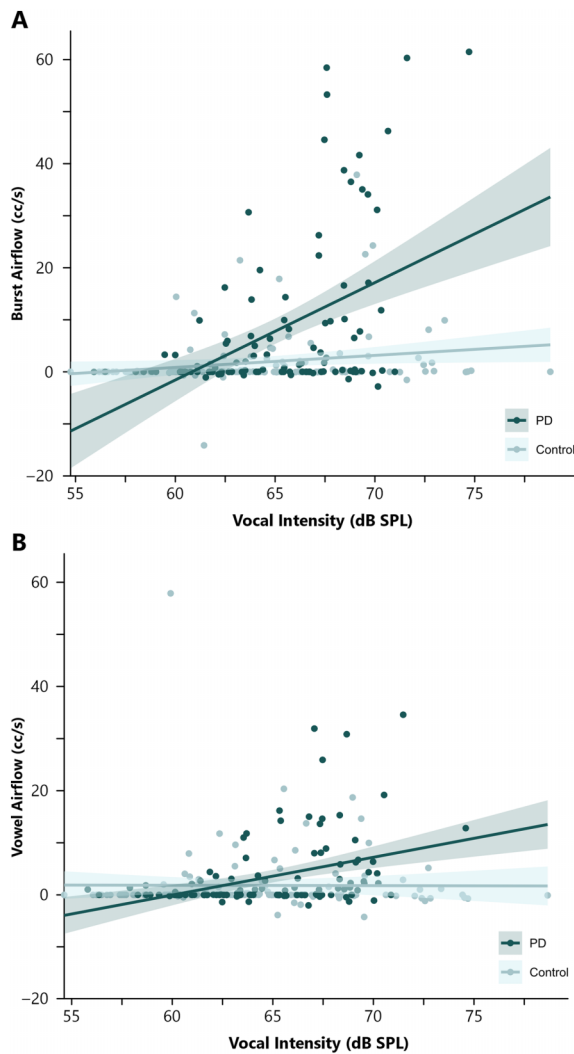 A
60
40
20
0
−20
Burst Airflow (cc/s)
PD
Control
55 60 65 70 75
Vocal Intensity (dB SPL)
B
60
40
20
0
−20
Vowel Airflow (cc/s)
PD
Control
55 60 65 70 75
Vocal Intensity (dB SPL)